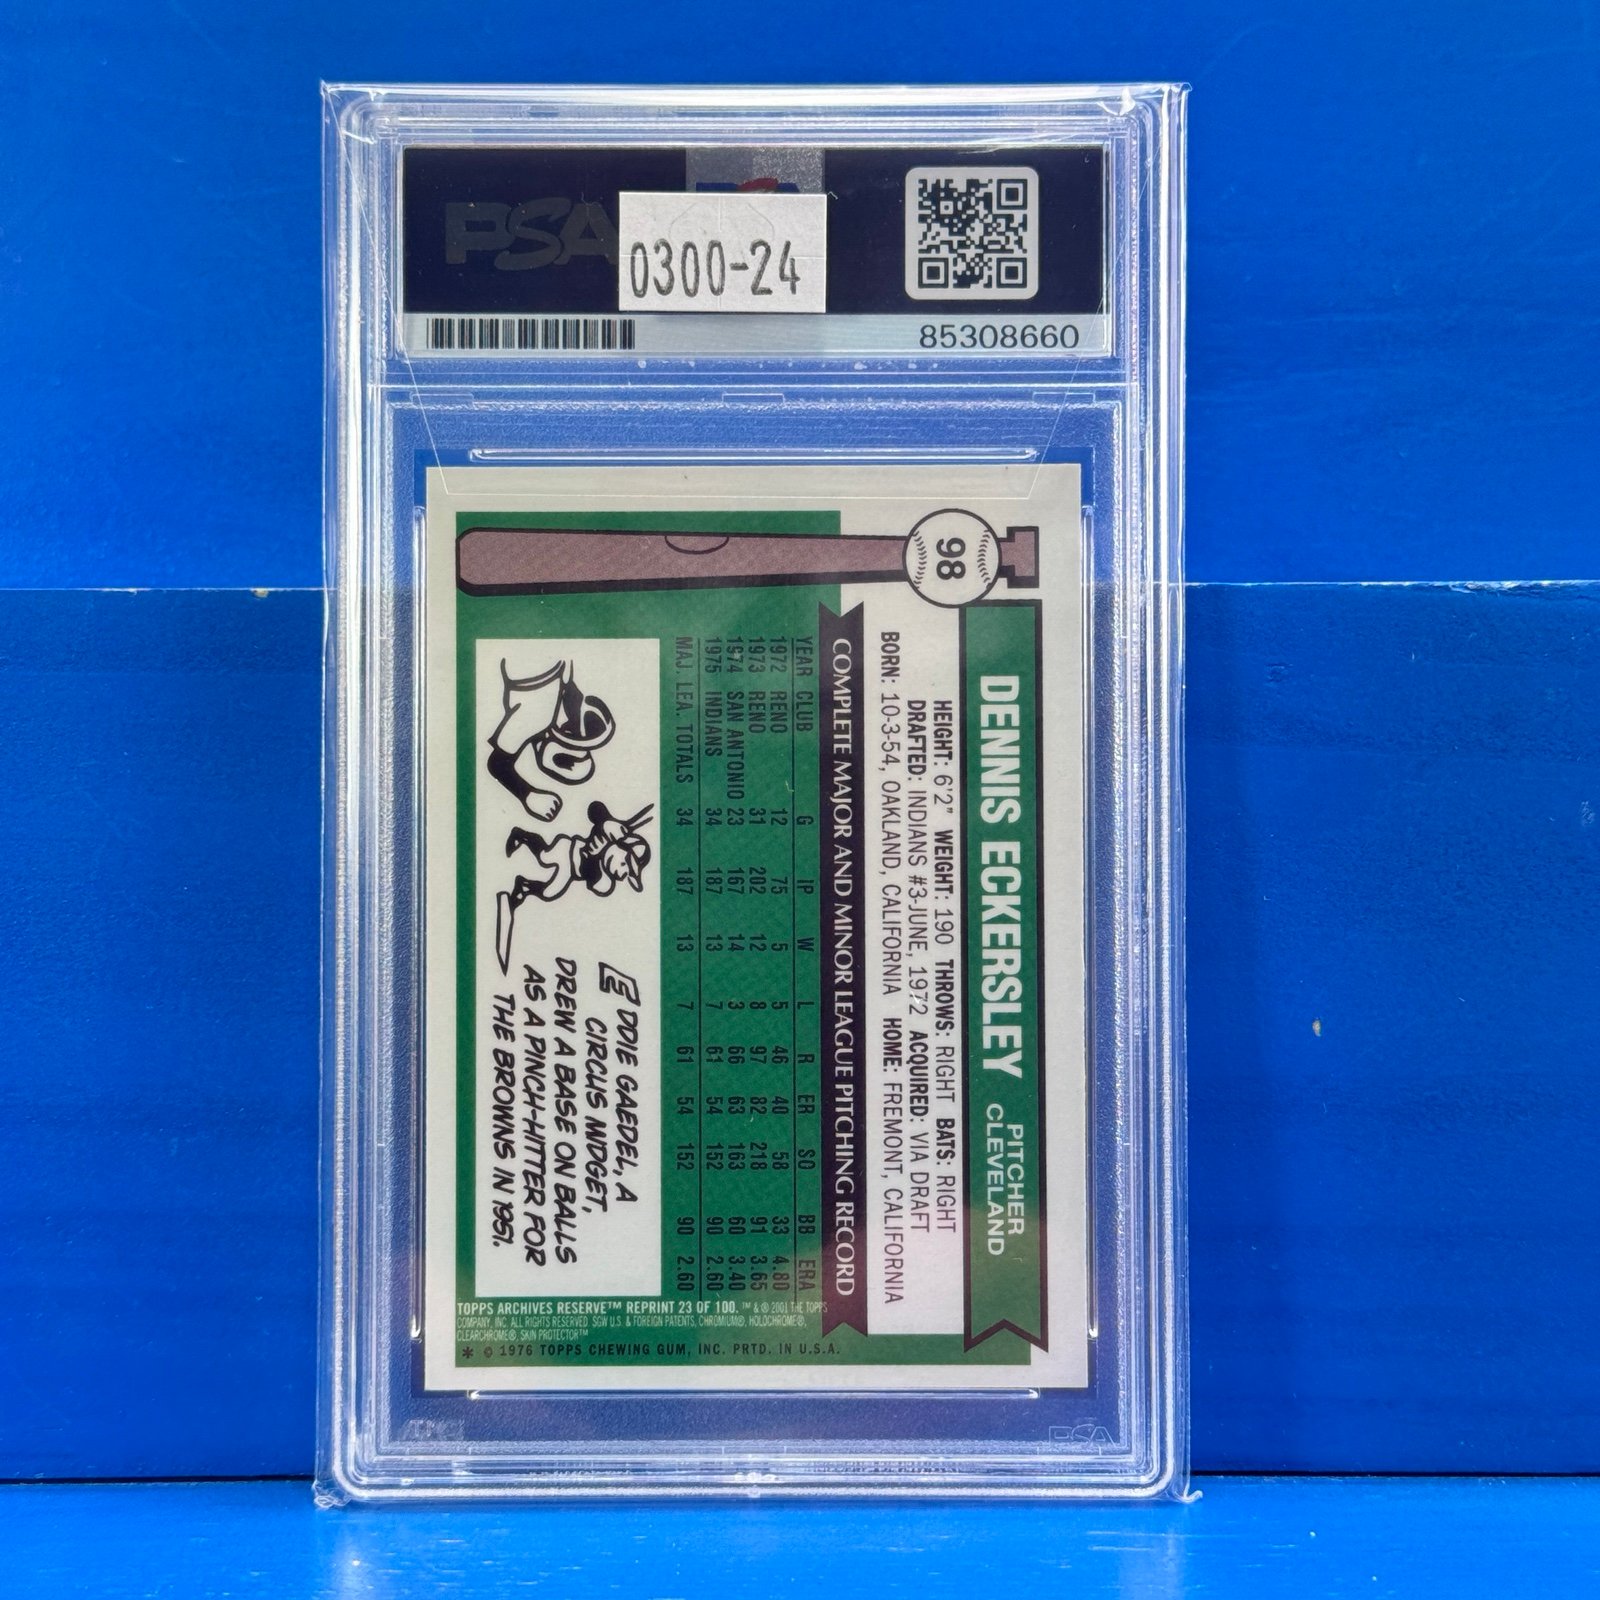 PSA
0300-24
85308660
98
DENNIS ECKERSLEY
PITCHER
CLEVELAND
HEIGHT: 6'2" WEIGHT: 190 THROWS: RIGHT BATS: RIGHT
DRAFTED: INDIANS #3-JUNE, 1972 ACQUIRED: VIA DRAFT
BORN: 10-3-54, OAKLAND, CALIFORNIA HOME: FREMONT, CALIFORNIA
COMPLETE MAJOR AND MINOR LEAGUE PITCHING RECORD
YEAR CLUB G IP W L R ER SO BB ERA
1972 RENO 12 75 5 5 46 40 58 33 4.80
1973 RENO 31 202 12 8 97 82 218 91 3.65
1974 SAN ANTONIO 23 167 14 3 66 63 163 60 3.40
1975 INDIANS 34 187 13 7 61 54 152 90 2.60
MAJ. LEA. TOTALS 34 187 13 7 61 54 152 90 2.60
EDDIE GAEDEL, A
CIRCUS MIDGET,
DREW A BASE ON BALLS
AS A PINCH-HITTER FOR
THE BROWNS IN 1951.
TOPPS ARCHIVES RESERVE™ REPRINT 23 OF 100. ™ & ® 2001 THE TOPPS
COMPANY, INC. ALL RIGHTS RESERVED. SGW U.S. & FOREIGN PATENTS, CHROMIUM®, HOLOCHROME®,
CLEARCHROME®, SKIN PROTECTOR™
* © 1976 TOPPS CHEWING GUM, INC. PRTD. IN U.S.A.
PSA